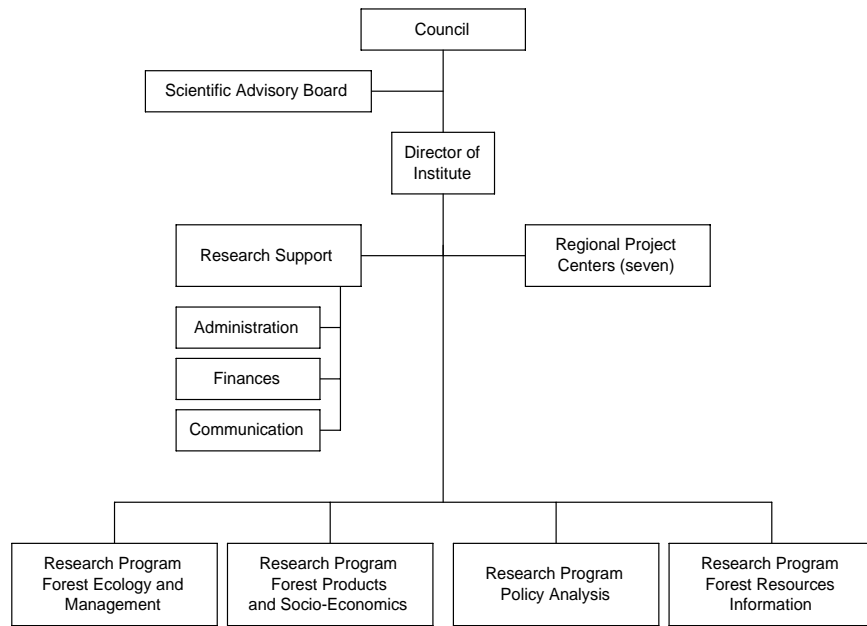 Council
Scientific Advisory Board
Director of
Institute
Research Support
Regional Project
Centers (seven)
Administration
Finances
Communication
Research Program
Forest Ecology and
Management
Research Program
Forest Products
and Socio-Economics
Research Program
Policy Analysis
Research Program
Forest Resources
Information